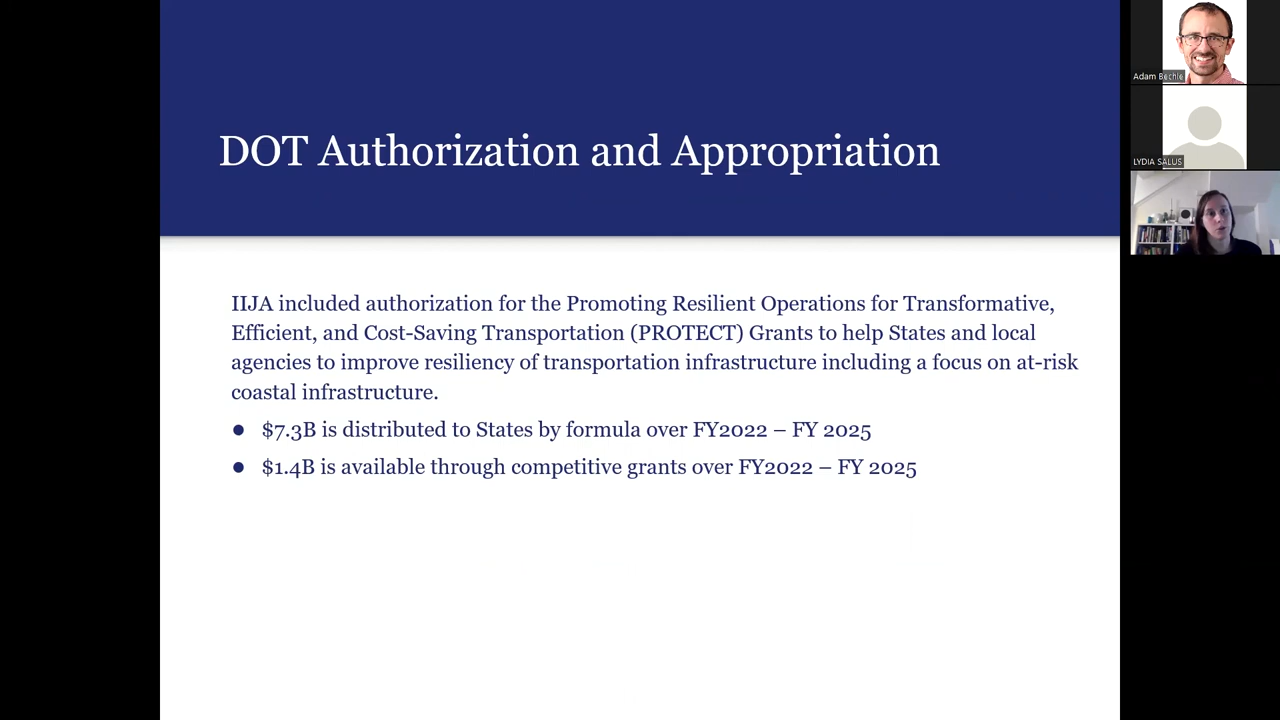 DOT Authorization and Appropriation
IIJA included authorization for the Promoting Resilient Operations for Transformative,
Efficient, and Cost-Saving Transportation (PROTECT) Grants to help States and local
agencies to improve resiliency of transportation infrastructure including a focus on at-risk
coastal infrastructure.
● $7.3B is distributed to States by formula over FY2022 – FY 2025
● $1.4B is available through competitive grants over FY2022 – FY 2025
Adam Bechle
LYDIA SALUS